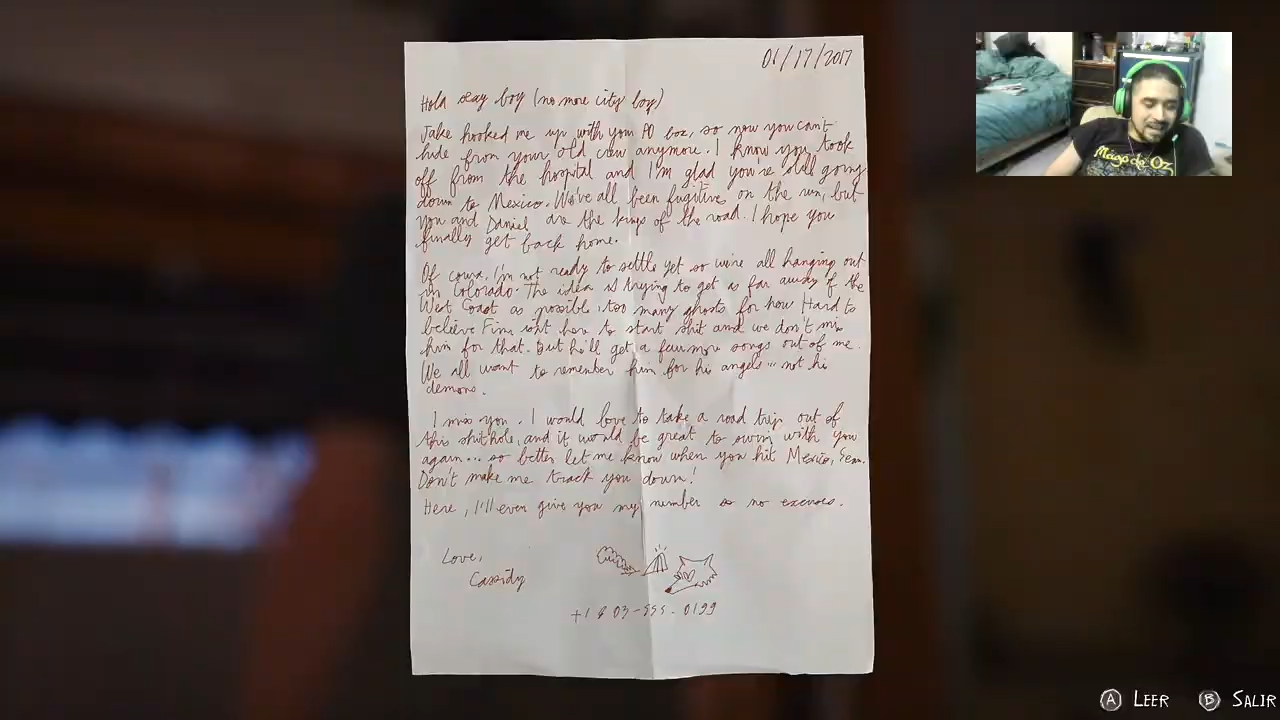 01/17/2017
Hola sexy boy (no more city boy)
Jake hooked me up with your PO box, so now you can't
hide from your old crew anymore. I know you took
off from the hospital and I'm glad you're still going
down to Mexico. We've all been fugitives on the run, but
you and Daniel are the kings of the road. I hope you
finally get back home.
Of course, I'm not ready to settle yet so we're all hanging out
in Colorado. The idea is trying to get as far away of the
West Coast as possible, too many ghosts for now Hard to
believe Finn isn't here to start shit and we don't miss
him for that. But he'll get a few more songs out of me.
We all want to remember him for his angels... not his
demons.
I miss you. I would love to take a road trip out of
this shithole, and it would be great to swim with you
again... so better let me know when you hit Mexico, Sean.
Don't make me track you down!
Here, I'll even give you my number so no excuses.
Love,
Cassidy
+1 603-555-0199
Mägo de Oz
A LEER B SALIR